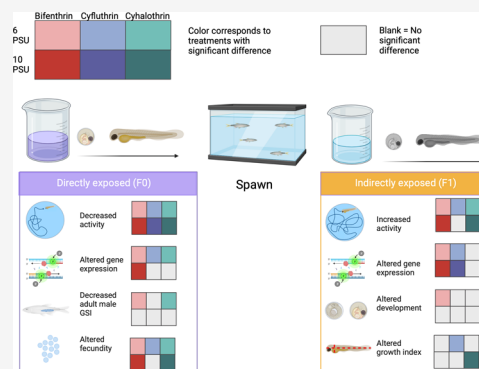 Bifenthrin Cyfluthrin Cyhalothrin
6
PSU
10
PSU
Color corresponds to
treatments with
significant difference
Blank = No
significant
difference
Directly exposed (F0)
Spawn
Indirectly exposed (F1)
Decreased
activity
Altered gene
expression
Decreased
adult male
GSI
Altered
fecundity
Increased
activity
Altered gene
expression
Altered
development
Altered
growth index